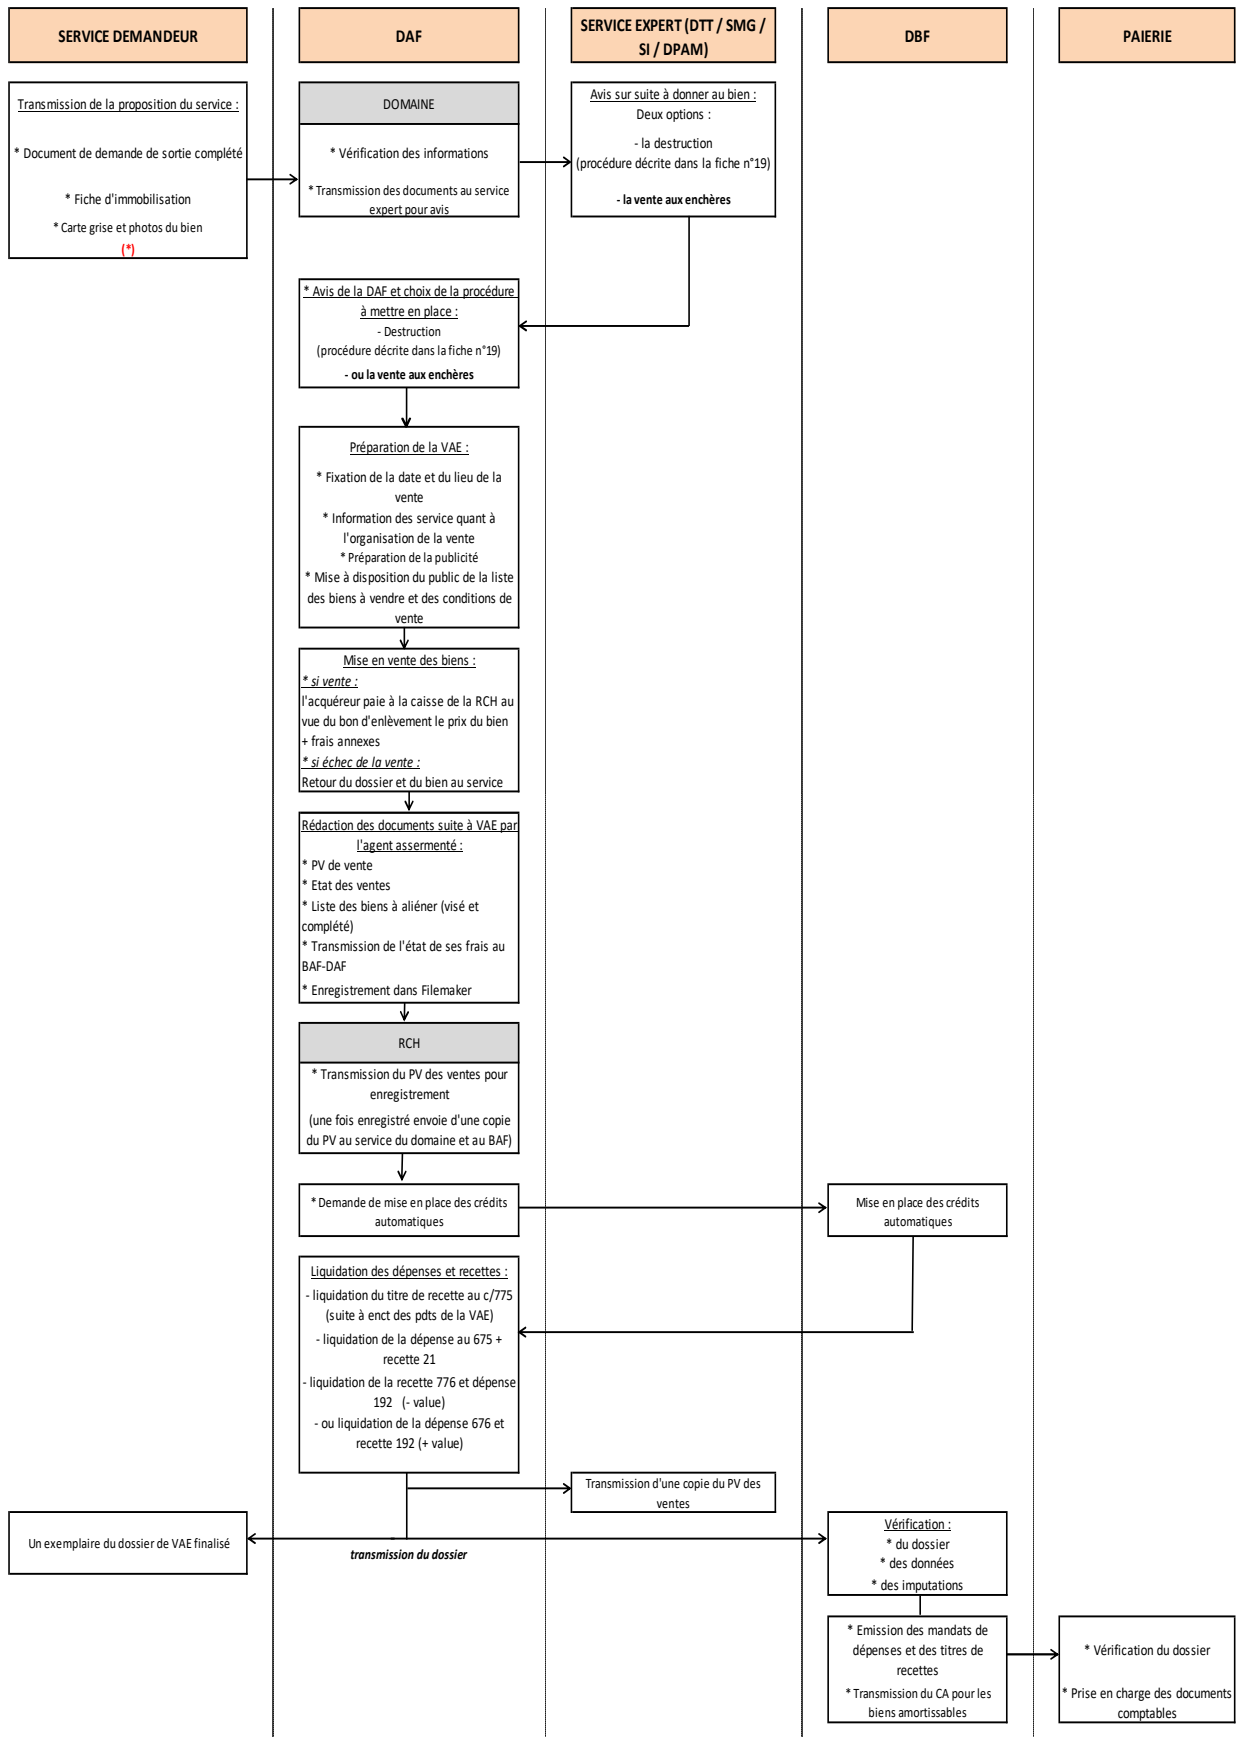 SERVICE DEMANDEUR
DAF
SERVICE EXPERT (DTT / SMG /
SI / DPAM)
DBF
PAIERIE
Transmission de la proposition du service :
* Document de demande de sortie complété
* Fiche d'immobilisation
* Carte grise et photos du bien
(*)
DOMAINE
* Vérification des informations
* Transmission des documents au service
expert pour avis
Avis sur suite à donner au bien :
Deux options :
- la destruction
(procédure décrite dans la fiche n°19)
- la vente aux enchères
* Avis de la DAF et choix de la procédure
à mettre en place :
- Destruction
(procédure décrite dans la fiche n°19)
- ou la vente aux enchères
Préparation de la VAE :
* Fixation de la date et du lieu de la
vente
* Information des service quant à
l'organisation de la vente
* Préparation de la publicité
* Mise à disposition du public de la liste
des biens à vendre et des conditions de
vente
Mise en vente des biens :
* si vente :
l'acquéreur paie à la caisse de la RCH au
vue du bon d'enlèvement le prix du bien
+ frais annexes
* si échec de la vente :
Retour du dossier et du bien au service
Rédaction des documents suite à VAE par
l'agent assermenté :
* PV de vente
* Etat des ventes
* Liste des biens à aliéner (visé et
complété)
* Transmission de l'état de ses frais au
BAF-DAF
* Enregistrement dans Filemaker
RCH
* Transmission du PV des ventes pour
enregistrement
(une fois enregistré envoie d'une copie
du PV au service du domaine et au BAF)
* Demande de mise en place des crédits
automatiques
Mise en place des crédits
automatiques
Liquidation des dépenses et recettes :
- liquidation du titre de recette au c/775
(suite à enct des pdts de la VAE)
- liquidation de la dépense au 675 +
recette 21
- liquidation de la recette 776 et dépense
192 (- value)
- ou liquidation de la dépense 676 et
recette 192 (+ value)
Transmission d'une copie du PV des
ventes
Un exemplaire du dossier de VAE finalisé
transmission du dossier
Vérification :
* du dossier
* des données
* des imputations
* Emission des mandats de
dépenses et des titres de
recettes
* Transmission du CA pour les
biens amortissables
* Vérification du dossier
* Prise en charge des documents
comptables